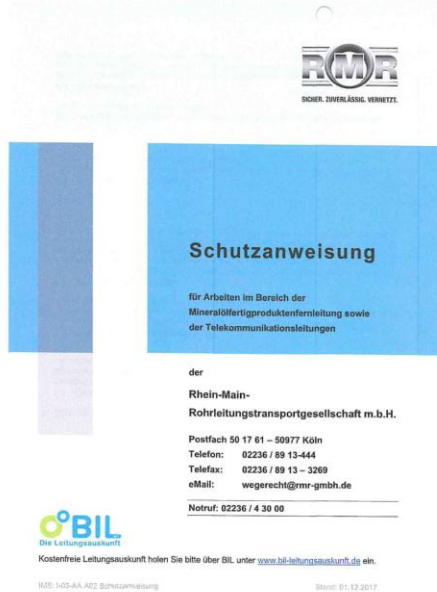 RMR
SICHER. ZUVERLÄSSIG. VERNETZT.
Schutzanweisung
für Arbeiten im Bereich der
Mineralölfertigproduktenfernleitung sowie
der Telekommunikationsleitungen
der
Rhein-Main-
Rohrleitungstransportgesellschaft m.b.H.
Postfach 50 17 61 – 50977 Köln
Telefon: 02236 / 89 13-444
Telefax: 02236 / 89 13 – 3269
eMail: wegerecht@rmr-gmbh.de
Notruf: 02236 / 4 30 00
BIL
Die Leitungsauskunft
Kostenfreie Leitungsauskunft holen Sie bitte über BIL unter www.bil-leitungsauskunft.de ein.
IMS: I-03-AA.A02 Schutzanweisung
Stand: 01.12.2017